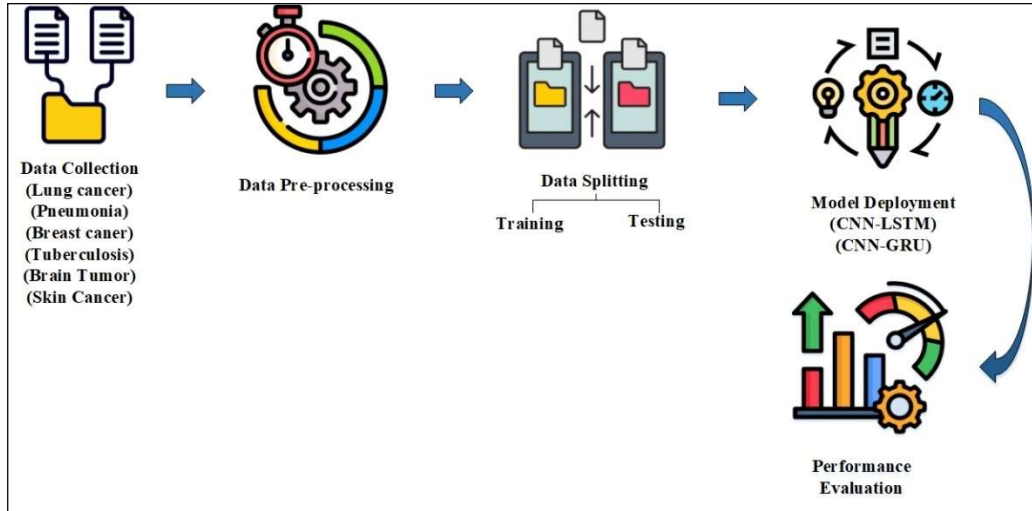 Data Collection
(Lung cancer)
(Pneumonia)
(Breast caner)
(Tuberculosis)
(Brain Tumor)
(Skin Cancer)
Data Pre-processing
Data Splitting
Training
Testing
Model Deployment
(CNN-LSTM)
(CNN-GRU)
Performance
Evaluation